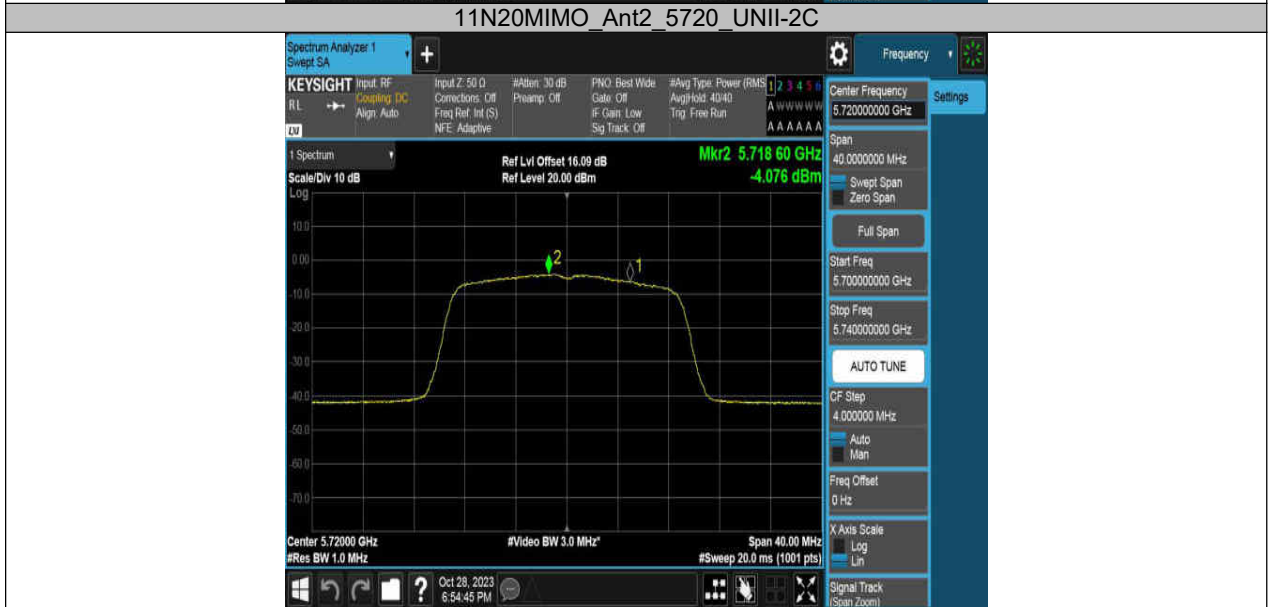 11N20MIMO_Ant2_5720_UNII-2C
Spectrum Analyzer 1
Swept SA
+
Frequency
KEYSIGHT
RL
LXI
Input: RF
Coupling: DC
Align: Auto
Input Z: 50 Ω
Corrections: Off
Freq Ref: Int (S)
NFE: Adaptive
#Atten: 30 dB
Preamp: Off
PNO: Best Wide
Gate: Off
IF Gain: Low
Sig Track: Off
#Avg Type: Power (RMS
Avg|Hold: 40/40
Trig: Free Run
1 2 3 4 5 6
A W W W W W
A A A A A A
Center Frequency
5.720000000 GHz
Settings
1 Spectrum
Scale/Div 10 dB
Log
Ref Lvl Offset 16.09 dB
Ref Level 20.00 dBm
Mkr2 5.718 60 GHz
-4.076 dBm
10.0
0.00
-10.0
-20.0
-30.0
-40.0
-50.0
-60.0
-70.0
2
1
Span
40.0000000 MHz
Swept Span
Zero Span
Full Span
Start Freq
5.700000000 GHz
Stop Freq
5.740000000 GHz
AUTO TUNE
CF Step
4.000000 MHz
Auto
Man
Freq Offset
0 Hz
X Axis Scale
Log
Lin
Signal Track
(Span Zoom)
Center 5.72000 GHz
#Res BW 1.0 MHz
#Video BW 3.0 MHz*
Span 40.00 MHz
#Sweep 20.0 ms (1001 pts)
?
Oct 28, 2023
6:54:45 PM